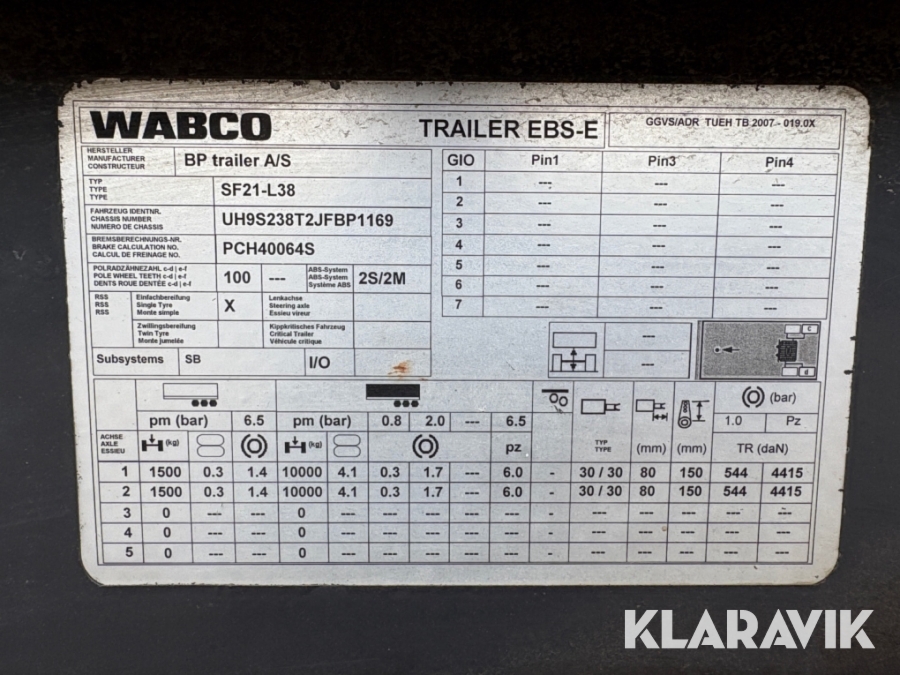 WABCO TRAILER EBS-E GGVS/ADR TUEH TB 2007 - 019.0X
HERSTELLER
MANUFACTURER
CONSTRUCTEUR
BP trailer A/S
TYP
TYPE
TYPE
SF21-L38
FAHRZEUG IDENTNR.
CHASSIS NUMBER
NUMERO DE CHASSIS
UH9S238T2JFBP1169
BREMSBERECHNUNGS-NR.
BRAKE CALCULATION NO.
CALCUL DE FREINAGE NO.
PCH40064S
POLRADZÄHNEZAHL c-d | e-f
POLE WHEEL TEETH c-d | e-f
DENTS ROUE DENTÉE c-d | e-f
100 ---
ABS-System
ABS-System
Système ABS
2S/2M
RSS
RSS
RSS
Einfachbereifung
Single Tyre
Monte simple
X
Lenkachse
Steering axle
Essieu vireur
Zwillingsbereifung
Twin Tyre
Monte jumelée
Kippkritisches Fahrzeug
Critical Trailer
Véhicule critique
Subsystems SB I/O
GIO Pin1 Pin3 Pin4
1 --- --- ---
2 --- --- ---
3 --- --- ---
4 --- --- ---
5 --- --- ---
6 --- --- ---
7 --- --- ---
---
---
c
d
pm (bar) 6.5 pm (bar) 0.8 2.0 --- 6.5 (bar)
1.0 Pz
ACHSE
AXLE
ESSIEU
(kg) (kg) pz
TYP
TYPE
(mm) (mm) TR (daN)
1 1500 0.3 1.4 10000 4.1 0.3 1.7 --- 6.0 - 30 / 30 80 150 544 4415
2 1500 0.3 1.4 10000 4.1 0.3 1.7 --- 6.0 - 30 / 30 80 150 544 4415
3 0 --- --- 0 --- --- --- --- --- - --- --- --- --- ---
4 0 --- --- 0 --- --- --- --- --- - --- --- --- --- ---
5 0 --- --- 0 --- --- --- --- --- - --- --- --- --- ---
KLARAVIK